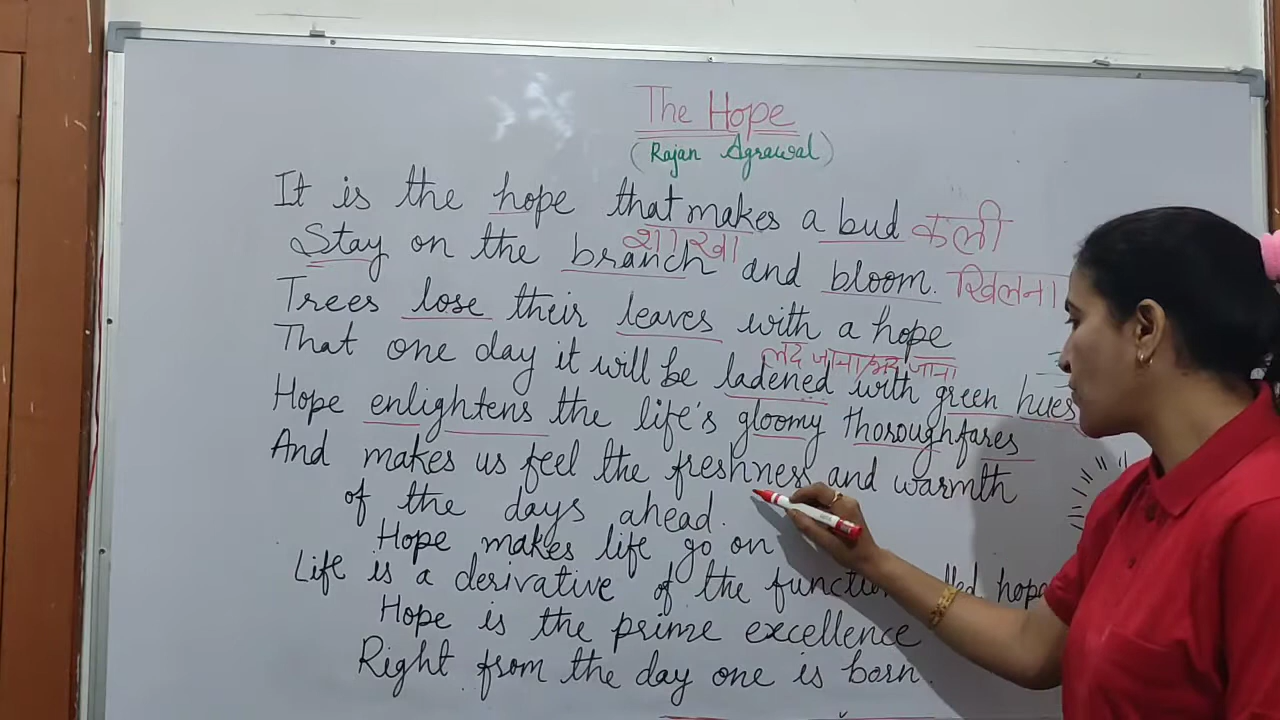 The Hope
(Rajan Agrawal)
It is the hope that makes a bud कली
शाखा
Stay on the branch and bloom. खिलना
Trees lose their leaves with a hope
लद जाना/भर जाना
That one day it will be ladened with green hues
Hope enlightens the life's gloomy thoroughfares
And makes us feel the freshness and warmth
of the days ahead.
Hope makes life go on
Life is a derivative of the hope
Hope is the prime excellence
Right from the day one is born.